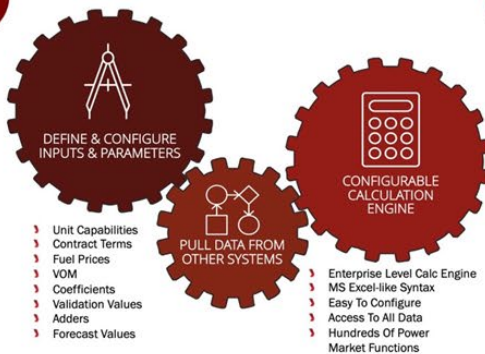 DEFINE & CONFIGURE
INPUTS & PARAMETERS
Unit Capabilities
Contract Terms
Fuel Prices
VOM
Coefficients
Validation Values
Adders
Forecast Values
PULL DATA FROM
OTHER SYSTEMS
CONFIGURABLE
CALCULATION
ENGINE
Enterprise Level Calc Engine
MS Excel-like Syntax
Easy To Configure
Access To All Data
Hundreds Of Power
Market Functions